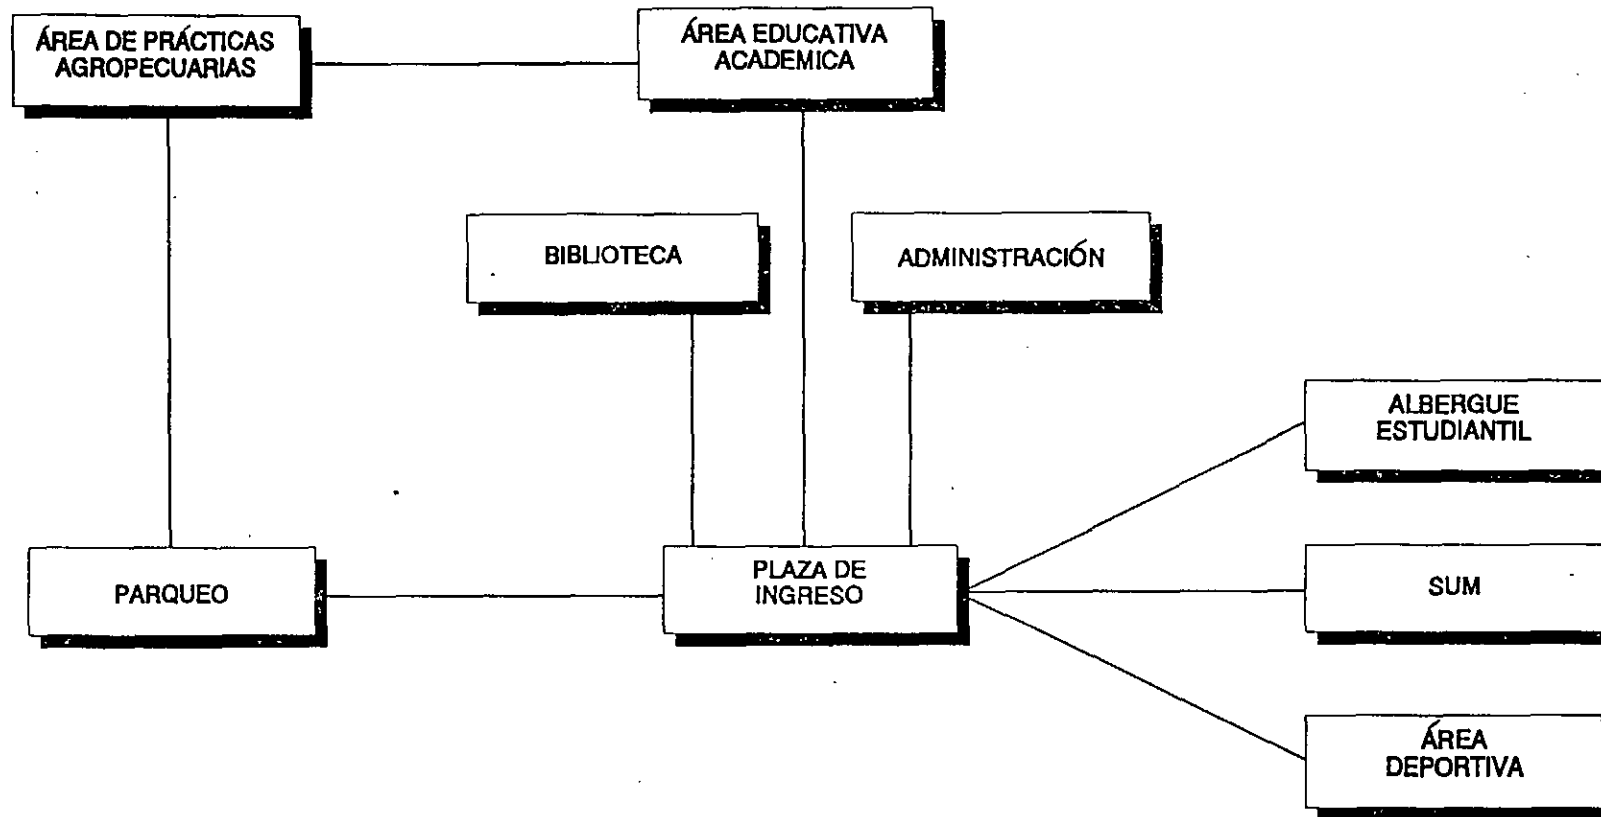 ÁREA DE PRÁCTICAS
AGROPECUARIAS
ÁREA EDUCATIVA
ACADEMICA
BIBLIOTECA
ADMINISTRACIÓN
ALBERGUE
ESTUDIANTIL
PARQUEO
PLAZA DE
INGRESO
SUM
ÁREA
DEPORTIVA